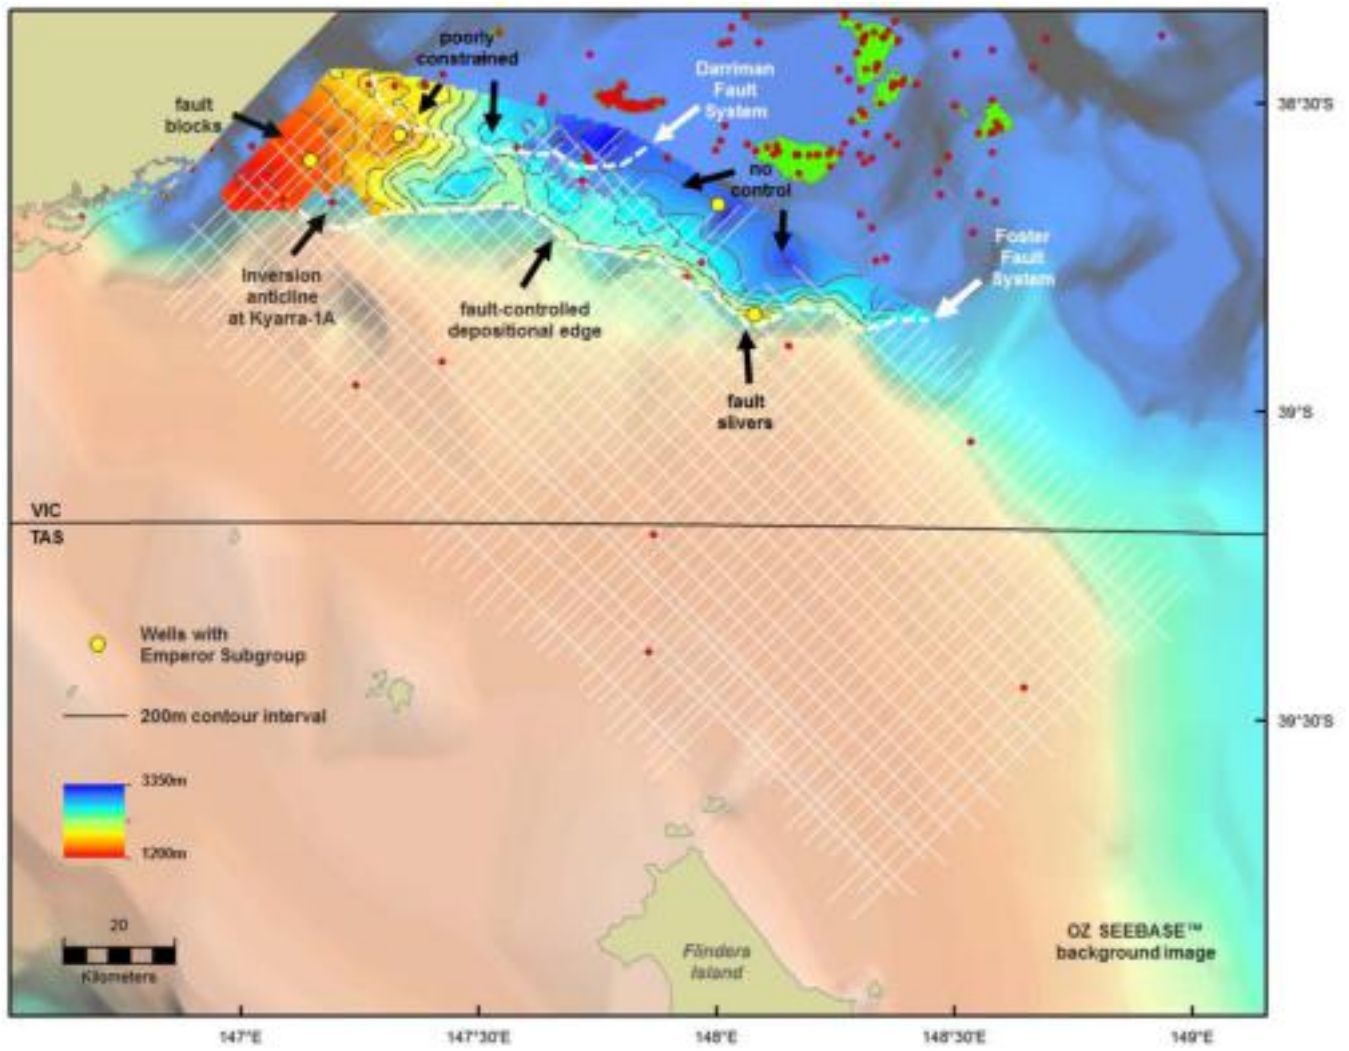 poorly
constrained
Darriman
Fault
System
38°30'S
fault
blocks
no
control
Foster
Fault
System
Inversion
anticline
at Kyarra-1A
fault-controlled
depositional edge
fault
slivers
39°S
VIC
TAS
Wells with
Emperor Subgroup
200m contour interval
39°30'S
3350m
1200m
20
Kilometers
OZ SEEBASE™
background image
Flinders
Island
147°E
147°30'E
148°E
148°30'E
149°E